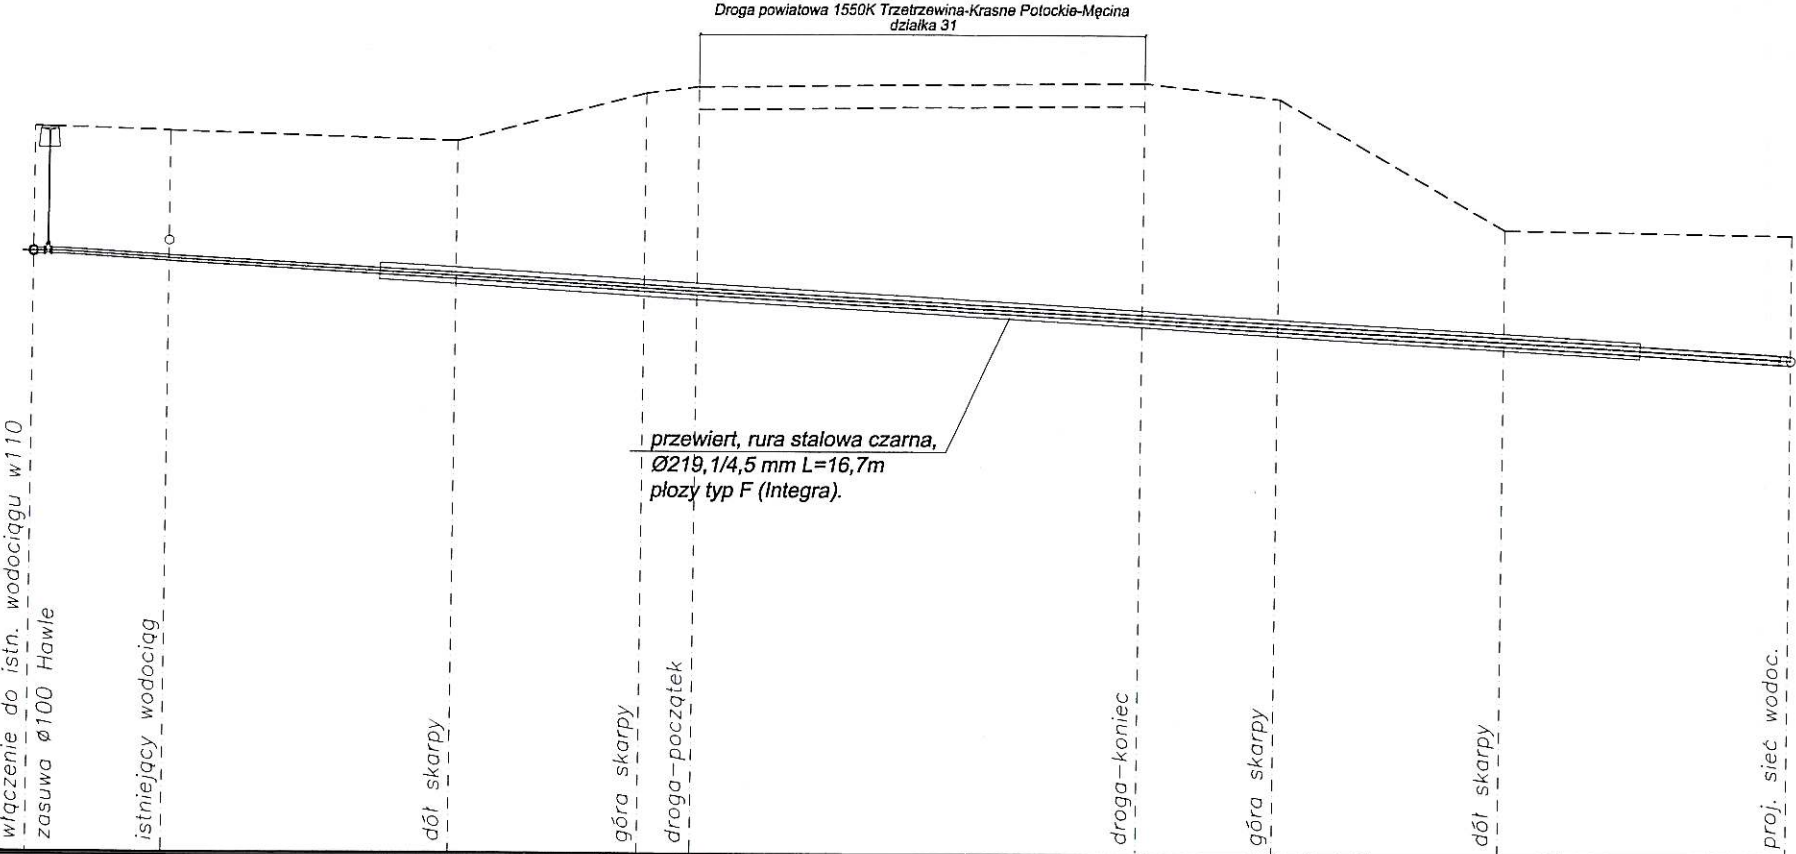 Droga powiatowa 1550K Trzetrzewina-Krasne Potockie-Męcina
działka 31
przewiert, rura stalowa czarna,
Ø219,1/4,5 mm L=16,7m
płozy typ F (Integra).
włączenie do istn. wodociągu w110
zasuwa ø100 Hawle
istniejący wodociąg
dół skarpy
góra skarpy
droga-początek
droga-koniec
góra skarpy
dół skarpy
proj. sieć wodoc.